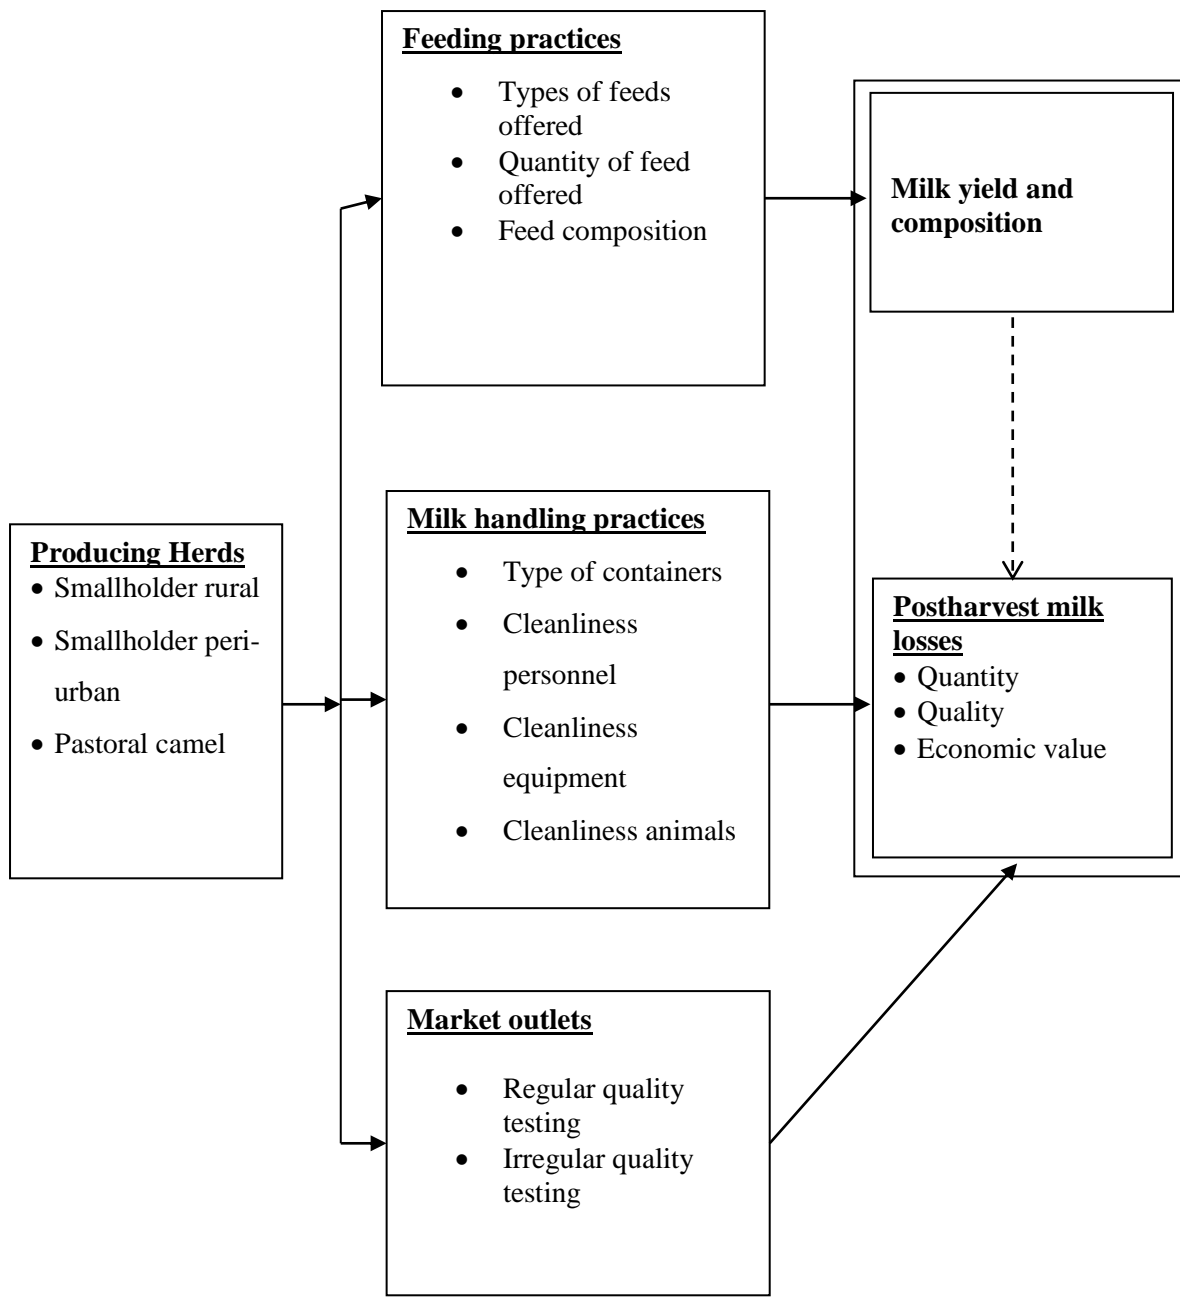 Feeding practices
• Types of feeds
offered
• Quantity of feed
offered
• Feed composition
Milk yield and
composition
Producing Herds
• Smallholder rural
• Smallholder peri-
urban
• Pastoral camel
Milk handling practices
• Type of containers
• Cleanliness
personnel
• Cleanliness
equipment
• Cleanliness animals
Postharvest milk
losses
• Quantity
• Quality
• Economic value
Market outlets
• Regular quality
testing
• Irregular quality
testing